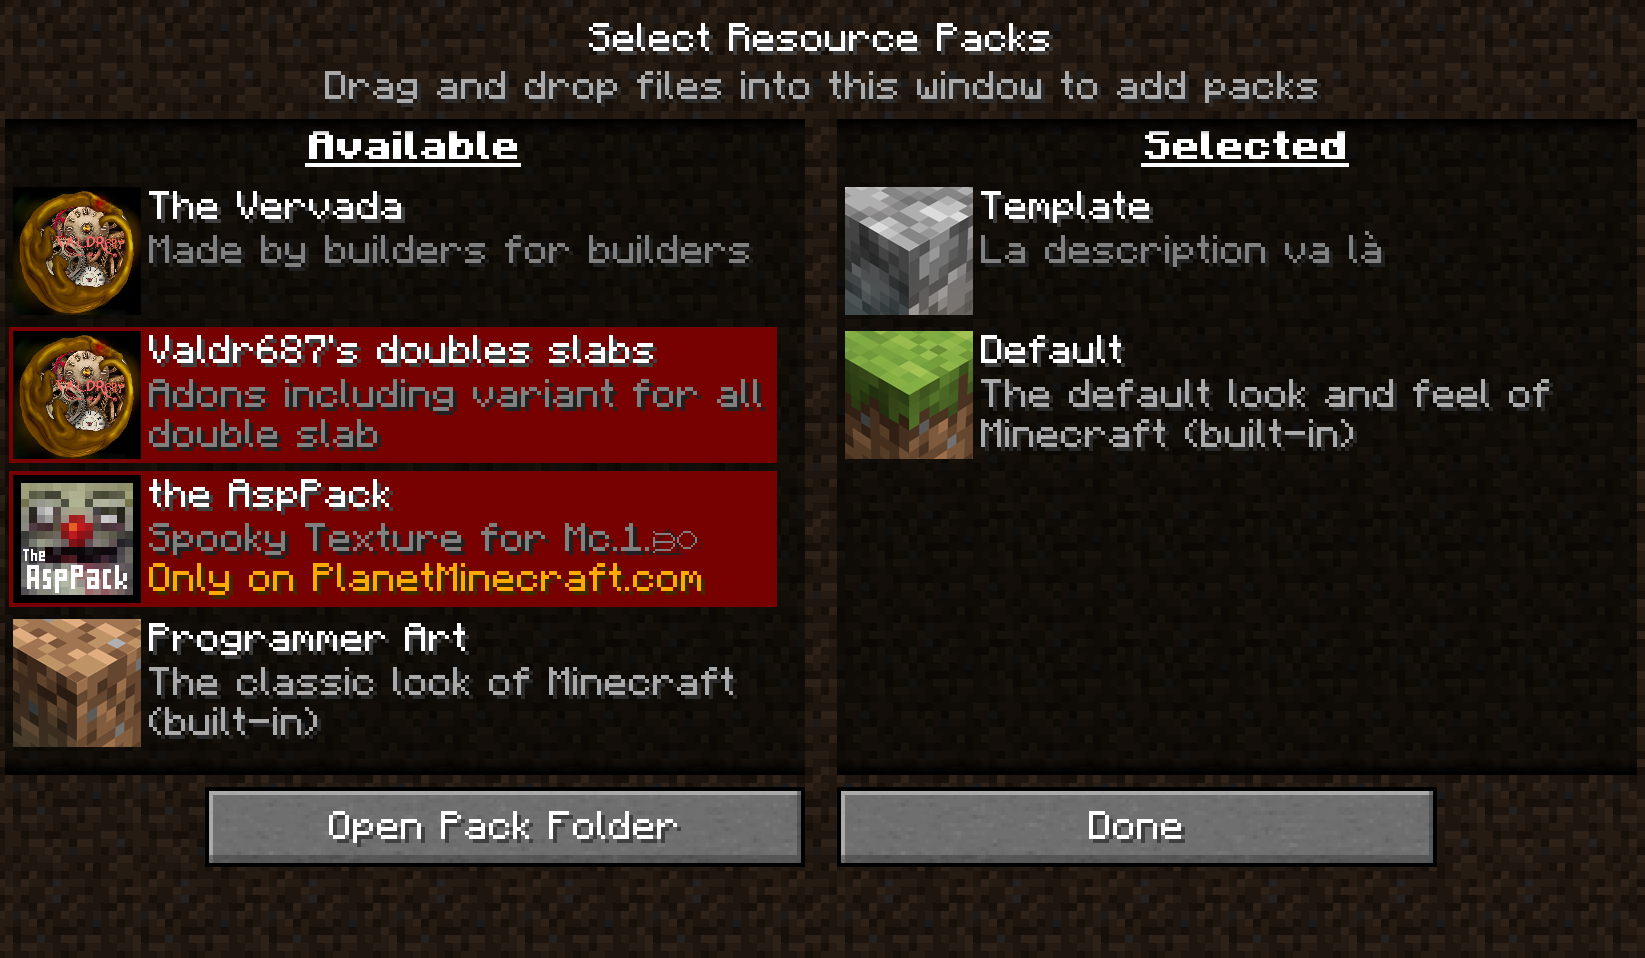 Select Resource Packs
Drag and drop files into this window to add packs
Available
The Vervada
Made by builders for builders
Valdr687's doubles slabs
Adons including variant for all
double slab
the AspPack
Spooky Texture for Mc.1.
Only on PlanetMinecraft.com
The
AspPack
Programmer Art
The classic look of Minecraft
(built-in)
Selected
Template
La description va là
Default
The default look and feel of
Minecraft (built-in)
Open Pack Folder
Done